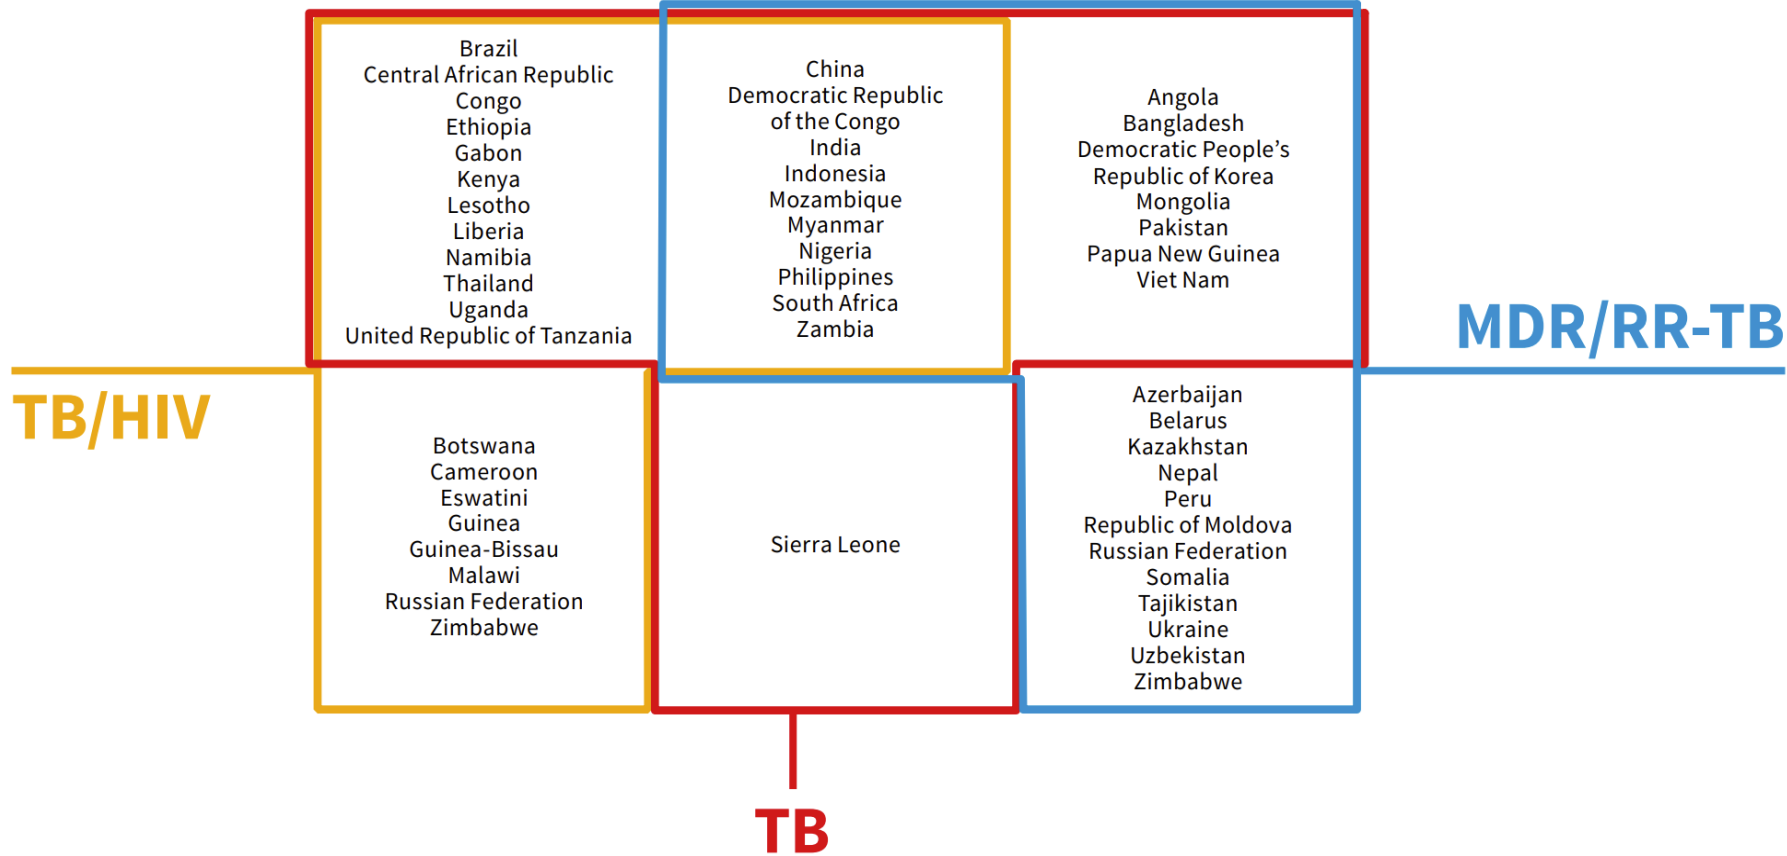 Brazil
Central African Republic
Congo
Ethiopia
Gabon
Kenya
Lesotho
Liberia
Namibia
Thailand
Uganda
United Republic of Tanzania
China
Democratic Republic
of the Congo
India
Indonesia
Mozambique
Myanmar
Nigeria
Philippines
South Africa
Zambia
Angola
Bangladesh
Democratic People’s
Republic of Korea
Mongolia
Pakistan
Papua New Guinea
Viet Nam
MDR/RR-TB
TB/HIV
Botswana
Cameroon
Eswatini
Guinea
Guinea-Bissau
Malawi
Russian Federation
Zimbabwe
Sierra Leone
Azerbaijan
Belarus
Kazakhstan
Nepal
Peru
Republic of Moldova
Russian Federation
Somalia
Tajikistan
Ukraine
Uzbekistan
Zimbabwe
TB